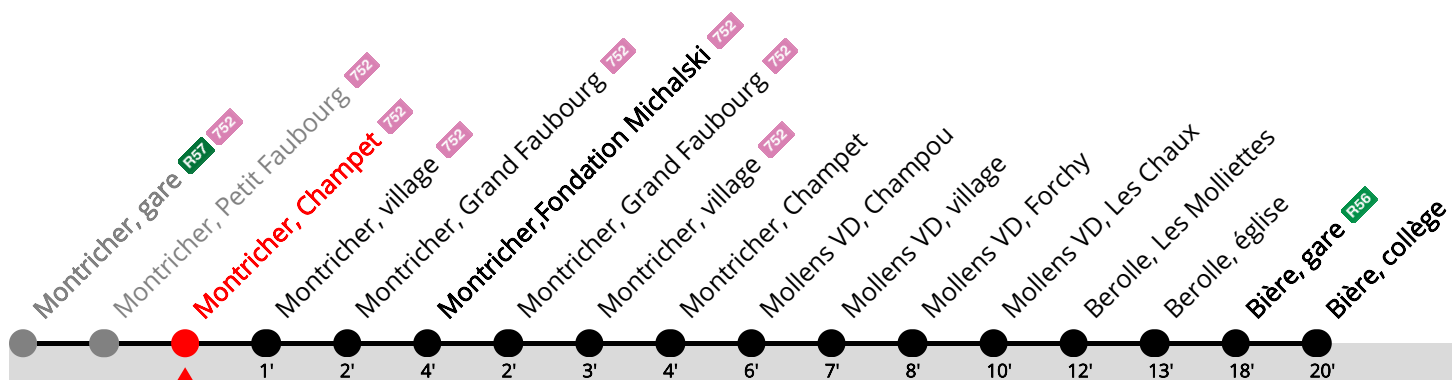 Montricher, gare R57 752
Montricher, Petit Faubourg 752
Montricher, Champet 752
Montricher, village 752
Montricher, Grand Faubourg 752
Montricher,Fondation Michalski 752
Montricher, Grand Faubourg 752
Montricher, village 752
Montricher, Champet
Mollens VD, Champou
Mollens VD, village
Mollens VD, Forchy
Mollens VD, Les Chaux
Berolle, Les Molliettes
Berolle, église
Bière, gare R56
Bière, collège
1' 2' 4' 2' 3' 4' 6' 7' 8' 10' 12' 13' 18' 20'